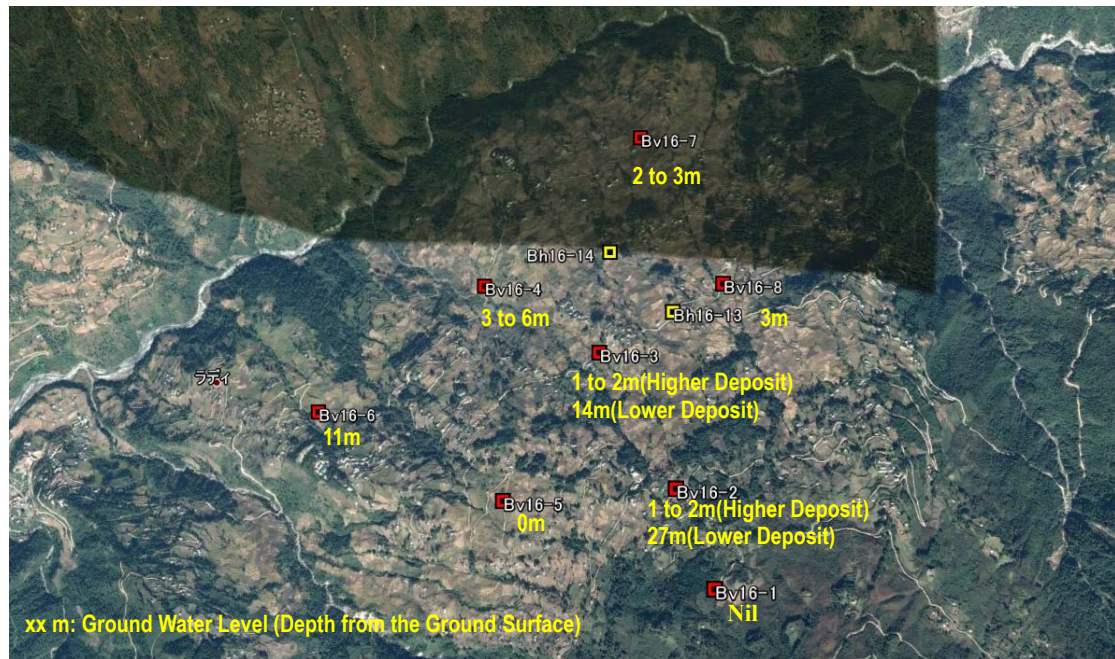 Bv16-7
2 to 3m
Bh16-14
Bv16-4
3 to 6m
Bv16-8
Bh16-13
3m
Bv16-3
1 to 2m(Higher Deposit)
14m(Lower Deposit)
ラディ
Bv16-6
11m
Bv16-5
0m
Bv16-2
1 to 2m(Higher Deposit)
27m(Lower Deposit)
Bv16-1
Nil
xx m: Ground Water Level (Depth from the Ground Surface)